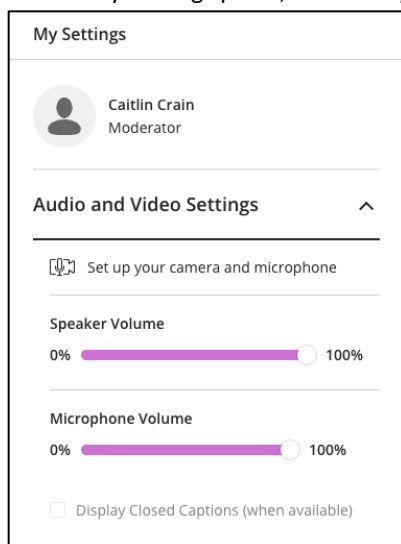 My Settings
Caitlin Crain
Moderator
Audio and Video Settings
Set up your camera and microphone
Speaker Volume
0% 100%
Microphone Volume
0% 100%
Display Closed Captions (when available)